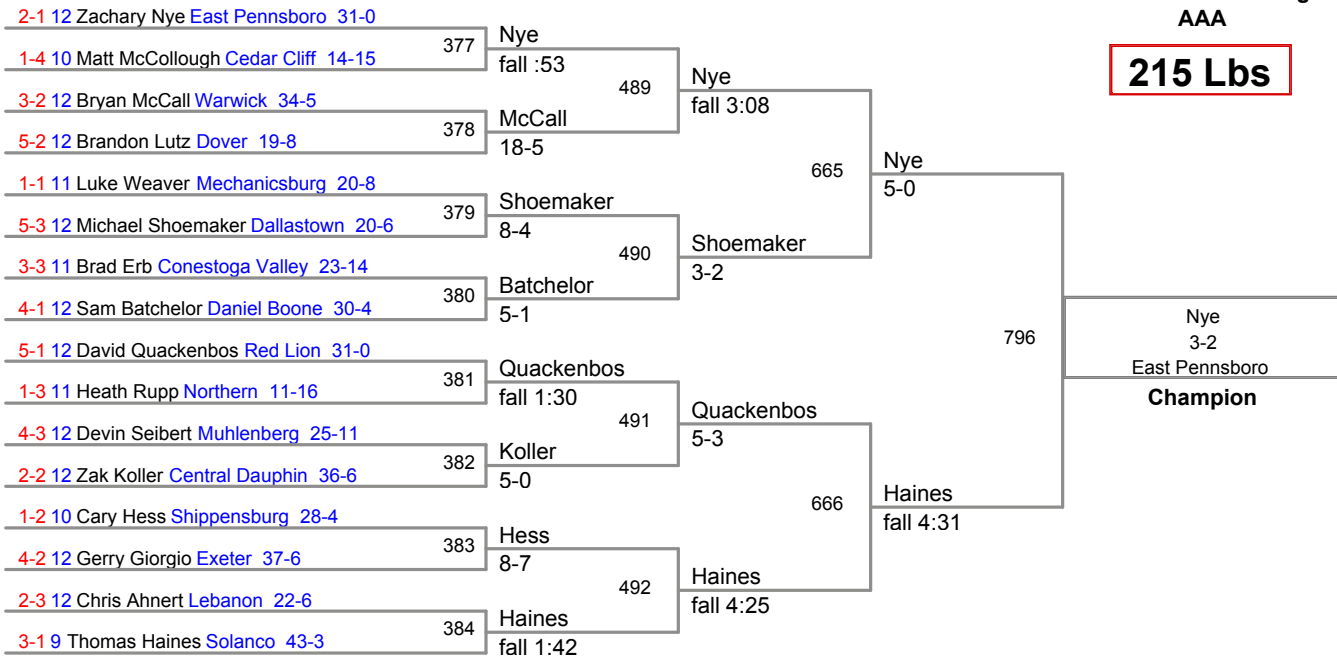 g
AAA
215 Lbs
2-1 12 Zachary Nye East Pennsboro 31-0
1-4 10 Matt McCollough Cedar Cliff 14-15
3-2 12 Bryan McCall Warwick 34-5
5-2 12 Brandon Lutz Dover 19-8
1-1 11 Luke Weaver Mechanicsburg 20-8
5-3 12 Michael Shoemaker Dallastown 20-6
3-3 11 Brad Erb Conestoga Valley 23-14
4-1 12 Sam Batchelor Daniel Boone 30-4
5-1 12 David Quackenbos Red Lion 31-0
1-3 11 Heath Rupp Northern 11-16
4-3 12 Devin Seibert Muhlenberg 25-11
2-2 12 Zak Koller Central Dauphin 36-6
1-2 10 Cary Hess Shippensburg 28-4
4-2 12 Gerry Giorgio Exeter 37-6
2-3 12 Chris Ahnert Lebanon 22-6
3-1 9 Thomas Haines Solanco 43-3
377
Nye
fall :53
378
McCall
18-5
379
Shoemaker
8-4
380
Batchelor
5-1
381
Quackenbos
fall 1:30
382
Koller
5-0
383
Hess
8-7
384
Haines
fall 1:42
489
Nye
fall 3:08
490
Shoemaker
3-2
491
Quackenbos
5-3
492
Haines
fall 4:25
665
Nye
5-0
666
Haines
fall 4:31
796
Nye
3-2
East Pennsboro
Champion